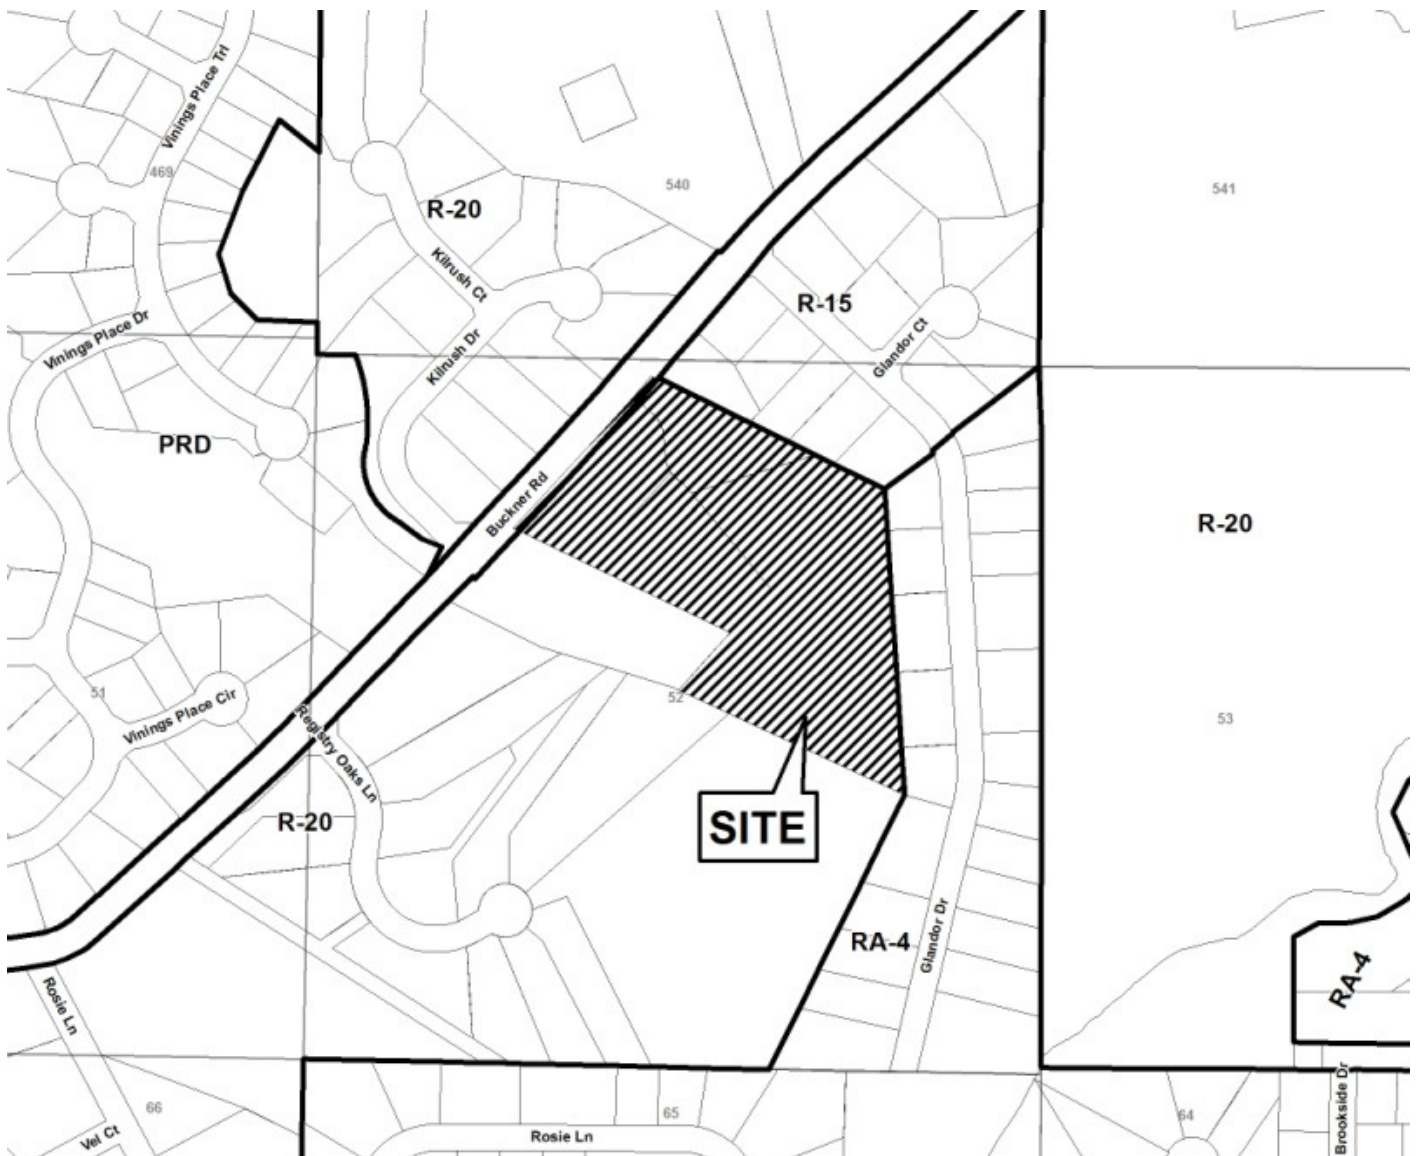 Vinings Place Trl
469
R-20
540
541
Kilrush Ct
R-15
Vinings Place Dr
Kilrush Dr
Glandor Ct
PRD
Buckner Rd
R-20
51
52
53
Vinings Place Cir
Registry Oaks Ln
R-20
SITE
Glandor Dr
RA-4
RA-4
Rosie Ln
66
65
64
Vel Ct
Rosie Ln
Brookside Dr